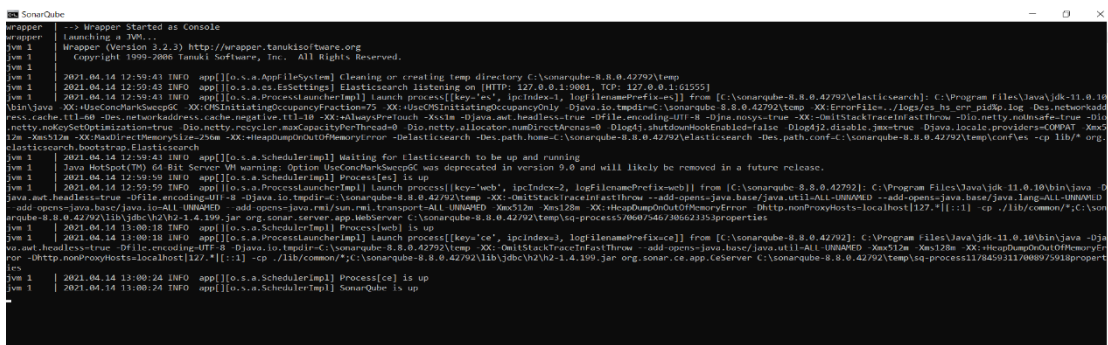 SonarQube
wrapper  | --> Wrapper Started as Console
wrapper  | Launching a JVM...
jvm 1    | Wrapper (Version 3.2.3) http://wrapper.tanukisoftware.org
jvm 1    |   Copyright 1999-2006 Tanuki Software, Inc.  All Rights Reserved.
jvm 1    |
jvm 1    | 2021.04.14 12:59:43 INFO  app[][o.s.a.AppFileSystem] Cleaning or creating temp directory C:\sonarqube-8.8.0.42792\temp
jvm 1    | 2021.04.14 12:59:43 INFO  app[][o.s.a.es.EsSettings] Elasticsearch listening on [HTTP: 127.0.0.1:9001, TCP: 127.0.0.1:61555]
jvm 1    | 2021.04.14 12:59:43 INFO  app[][o.s.a.ProcessLauncherImpl] Launch process[[key='es', ipcIndex=1, logFilenamePrefix=es]] from [C:\sonarqube-8.8.0.42792\elasticsearch]: C:\Program Files\Java\jdk-11.0.10
\bin\java -XX:+UseConcMarkSweepGC -XX:CMSInitiatingOccupancyFraction=75 -XX:+UseCMSInitiatingOccupancyOnly -Djava.io.tmpdir=C:\sonarqube-8.8.0.42792\temp -XX:ErrorFile=../logs/es_hs_err_pid%p.log -Des.networkadd
ress.cache.ttl=60 -Des.networkaddress.cache.negative.ttl=10 -XX:+AlwaysPreTouch -Xss1m -Djava.awt.headless=true -Dfile.encoding=UTF-8 -Djna.nosys=true -XX:-OmitStackTraceInFastThrow -Dio.netty.noUnsafe=true -Dio
.netty.noKeySetOptimization=true -Dio.netty.recycler.maxCapacityPerThread=0 -Dio.netty.allocator.numDirectArenas=0 -Dlog4j.shutdownHookEnabled=false -Dlog4j2.disable.jmx=true -Djava.locale.providers=COMPAT -Xmx5
12m -Xms512m -XX:MaxDirectMemorySize=256m -XX:+HeapDumpOnOutOfMemoryError -Delasticsearch -Des.path.home=C:\sonarqube-8.8.0.42792\elasticsearch -Des.path.conf=C:\sonarqube-8.8.0.42792\temp\conf\es -cp lib/* org.
elasticsearch.bootstrap.Elasticsearch
jvm 1    | 2021.04.14 12:59:43 INFO  app[][o.s.a.SchedulerImpl] Waiting for Elasticsearch to be up and running
jvm 1    | Java HotSpot(TM) 64-Bit Server VM warning: Option UseConcMarkSweepGC was deprecated in version 9.0 and will likely be removed in a future release.
jvm 1    | 2021.04.14 12:59:59 INFO  app[][o.s.a.SchedulerImpl] Process[es] is up
jvm 1    | 2021.04.14 12:59:59 INFO  app[][o.s.a.ProcessLauncherImpl] Launch process[[key='web', ipcIndex=2, logFilenamePrefix=web]] from [C:\sonarqube-8.8.0.42792]: C:\Program Files\Java\jdk-11.0.10\bin\java -D
java.awt.headless=true -Dfile.encoding=UTF-8 -Djava.io.tmpdir=C:\sonarqube-8.8.0.42792\temp -XX:-OmitStackTraceInFastThrow --add-opens=java.base/java.util=ALL-UNNAMED --add-opens=java.base/java.lang=ALL-UNNAMED
--add-opens=java.base/java.io=ALL-UNNAMED --add-opens=java.rmi/sun.rmi.transport=ALL-UNNAMED -Xmx512m -Xms128m -XX:+HeapDumpOnOutOfMemoryError -Dhttp.nonProxyHosts=localhost|127.*|[::1] -cp ./lib/common/*;C:\son
arqube-8.8.0.42792\lib\jdbc\h2\h2-1.4.199.jar org.sonar.server.app.WebServer C:\sonarqube-8.8.0.42792\temp\sq-process5706075467306623353properties
jvm 1    | 2021.04.14 13:00:18 INFO  app[][o.s.a.SchedulerImpl] Process[web] is up
jvm 1    | 2021.04.14 13:00:18 INFO  app[][o.s.a.ProcessLauncherImpl] Launch process[[key='ce', ipcIndex=3, logFilenamePrefix=ce]] from [C:\sonarqube-8.8.0.42792]: C:\Program Files\Java\jdk-11.0.10\bin\java -Dja
va.awt.headless=true -Dfile.encoding=UTF-8 -Djava.io.tmpdir=C:\sonarqube-8.8.0.42792\temp -XX:-OmitStackTraceInFastThrow --add-opens=java.base/java.util=ALL-UNNAMED -Xmx512m -Xms128m -XX:+HeapDumpOnOutOfMemoryEr
ror -Dhttp.nonProxyHosts=localhost|127.*|[::1] -cp ./lib/common/*;C:\sonarqube-8.8.0.42792\lib\jdbc\h2\h2-1.4.199.jar org.sonar.ce.app.CeServer C:\sonarqube-8.8.0.42792\temp\sq-process11784593117008975918propert
ies
jvm 1    | 2021.04.14 13:00:24 INFO  app[][o.s.a.SchedulerImpl] Process[ce] is up
jvm 1    | 2021.04.14 13:00:24 INFO  app[][o.s.a.SchedulerImpl] SonarQube is up